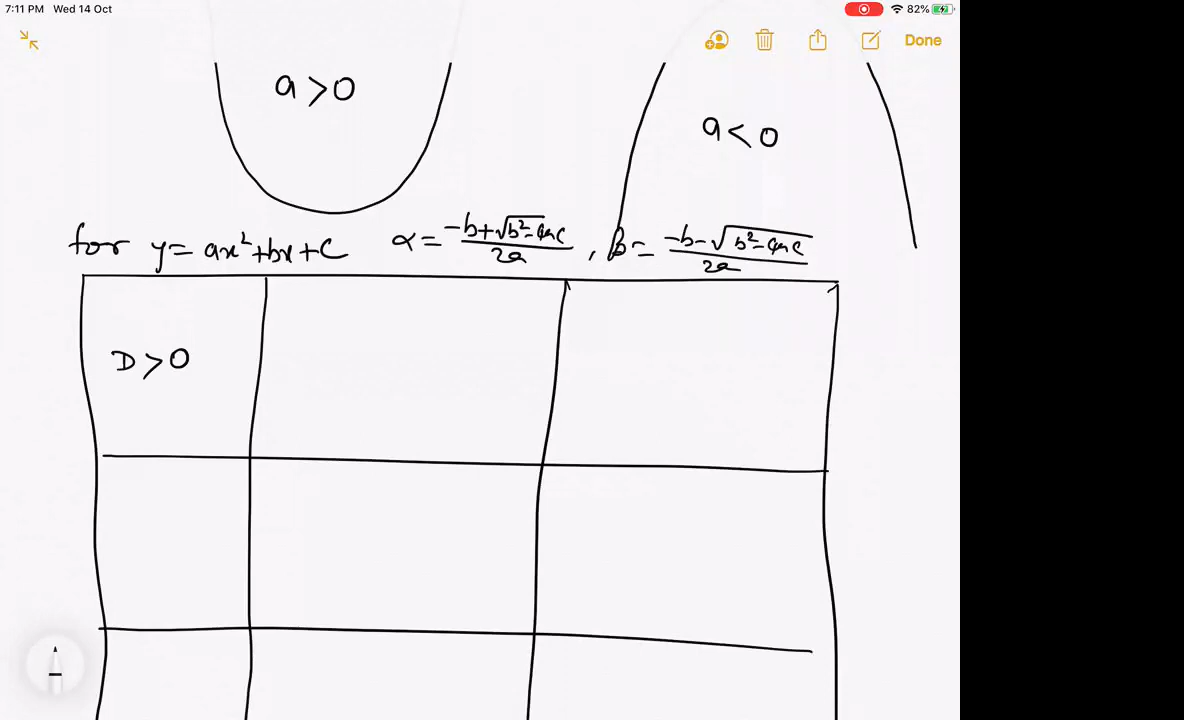 7:11 PM Wed 14 Oct 82%
Done
a > 0
a < 0
for y = ax²+bx+c α = -b+√b²-4ac/2a , β = -b-√b²-4ac/2a
D > 0